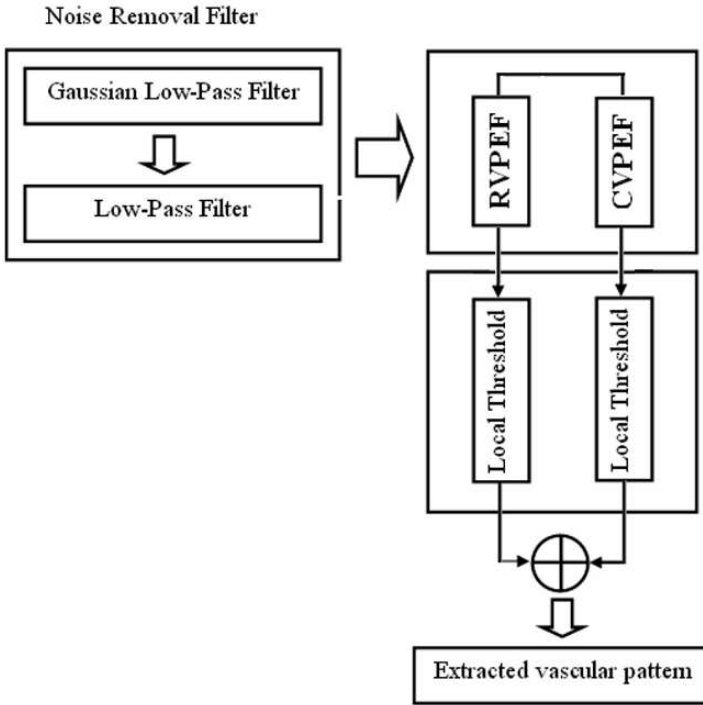 Noise Removal Filter
Gaussian Low-Pass Filter
Low-Pass Filter
RVPEF
CVPEF
Local Threshold
Local Threshold
Extracted vascular pattern